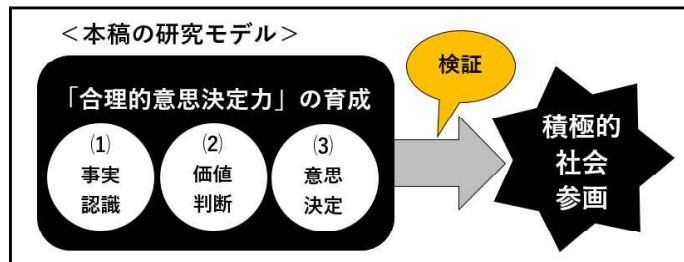 ＜本稿の研究モデル＞
「合理的意思決定力」の育成
⑴
事実
認識
⑵
価値
判断
⑶
意思
決定
検証
積極的
社会
参画